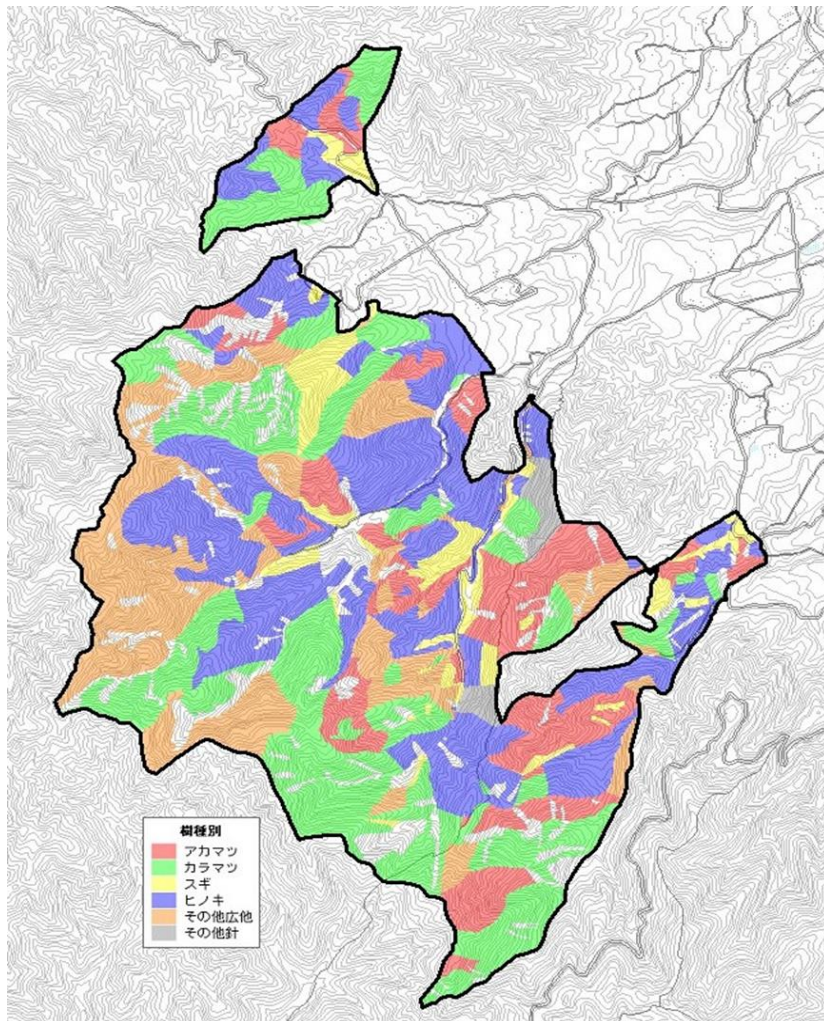 樹種別
アカマツ
カラマツ
スギ
ヒノキ
その他広他
その他針